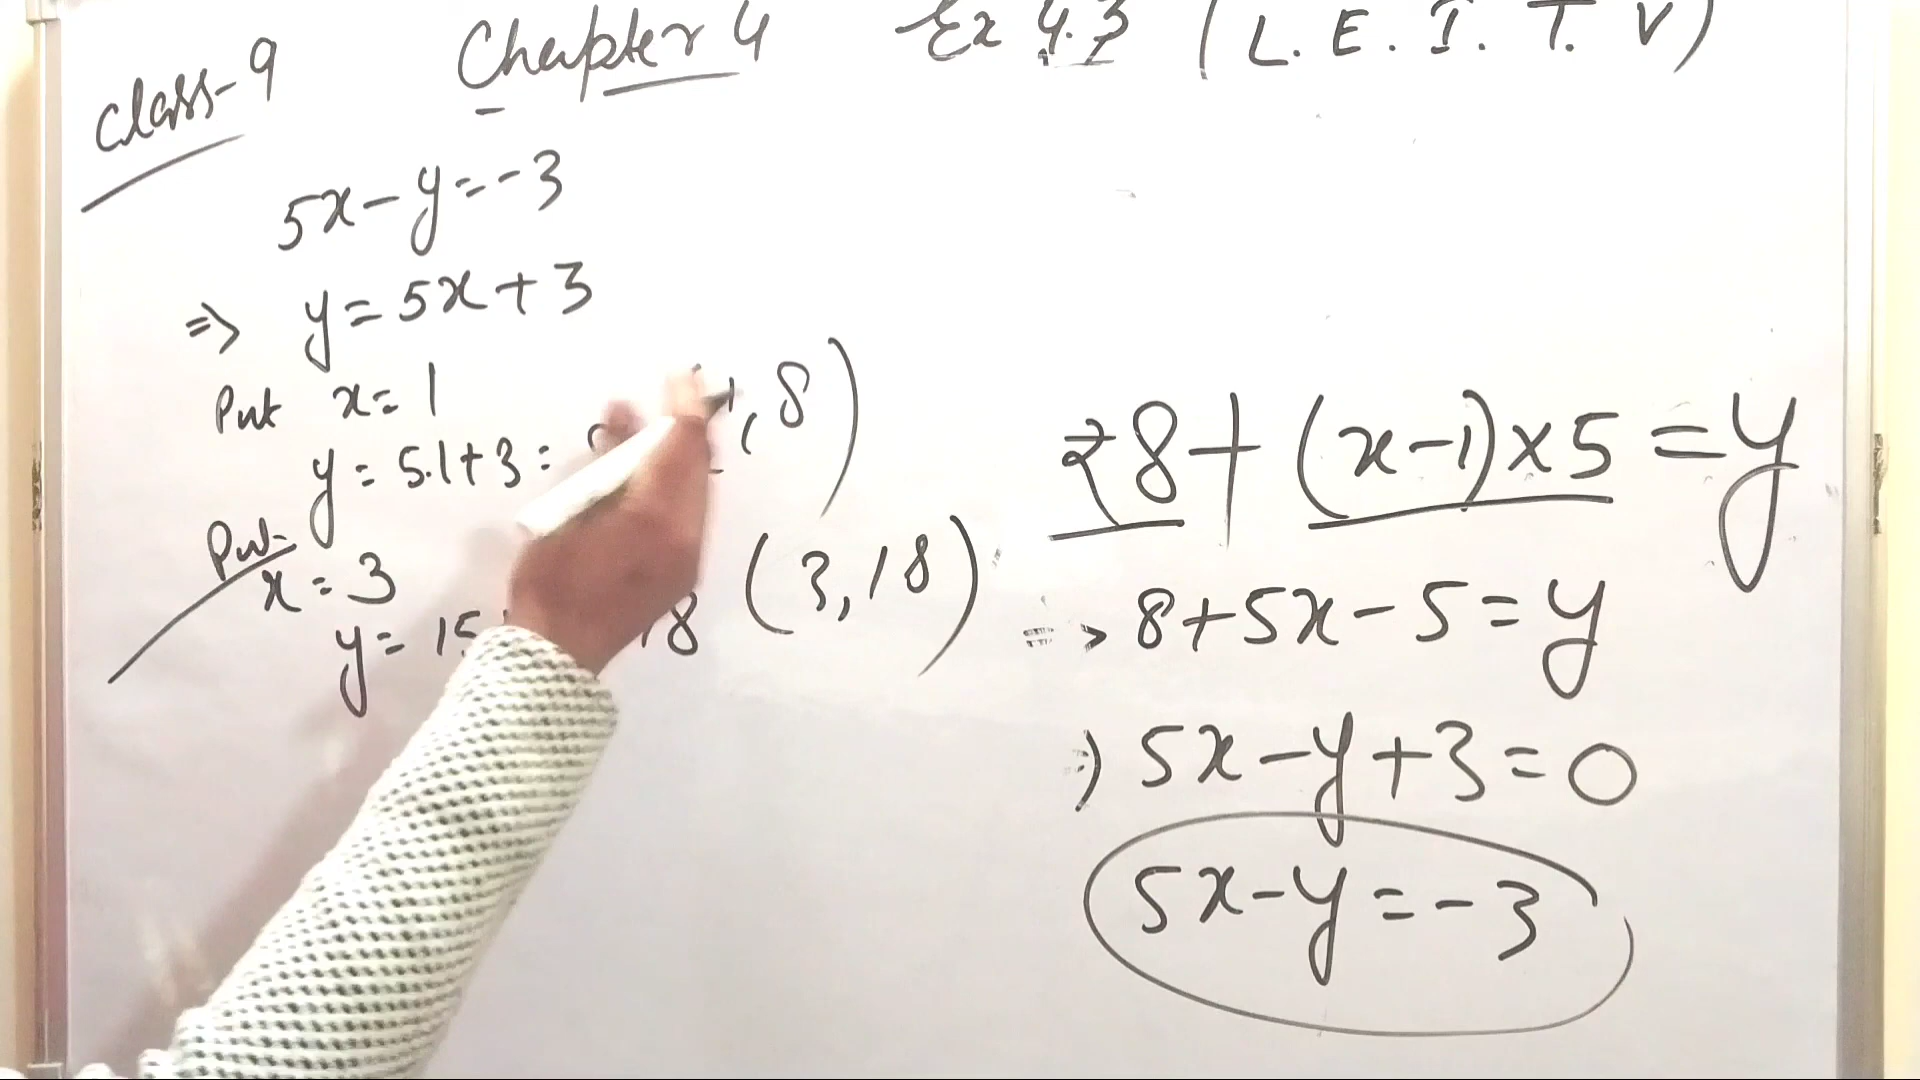 Class-9 Chapter 4 Ex 4.3 (L. E. I. T. V)
5x-y=-3
=> y=5x+3
Put x=1
y=5.1+3=
, 8)
Put
x=3
y=15 18 (3,18)
₹8+(x-1)×5=y
=> 8+5x-5=y
=) 5x-y+3=0
5x-y=-3